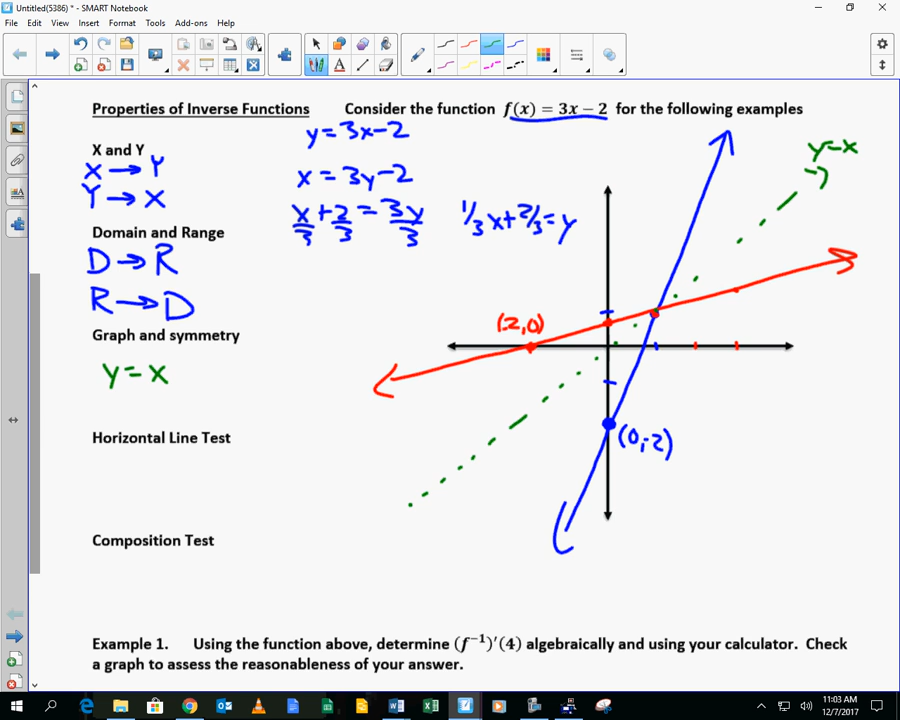 Untitled(5386) * - SMART Notebook
File Edit View Insert Format Tools Add-ons Help
Properties of Inverse Functions Consider the function f(x) = 3x − 2 for the following examples
y = 3x - 2
y = x
X and Y
X → Y
x = 3y - 2
Y → X
x/3 + 2/3 = 3y/3 1/3 x + 2/3 = y
Domain and Range
D → R
R → D
(-2,0)
Graph and symmetry
y = x
Horizontal Line Test
(0,-2)
Composition Test
Example 1. Using the function above, determine (f⁻¹)′(4) algebraically and using your calculator. Check
a graph to assess the reasonableness of your answer.
11:03 AM
12/7/2017